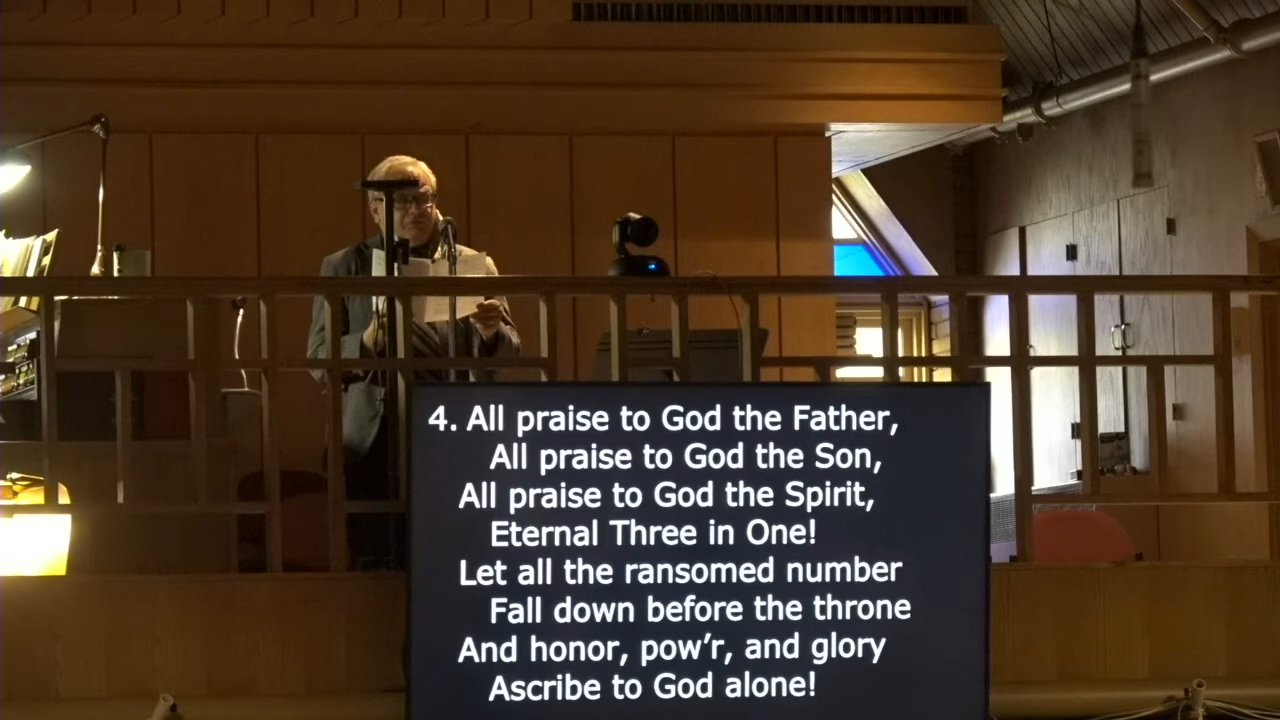 4. All praise to God the Father,
All praise to God the Son,
All praise to God the Spirit,
Eternal Three in One!
Let all the ransomed number
Fall down before the throne
And honor, pow’r, and glory
Ascribe to God alone!